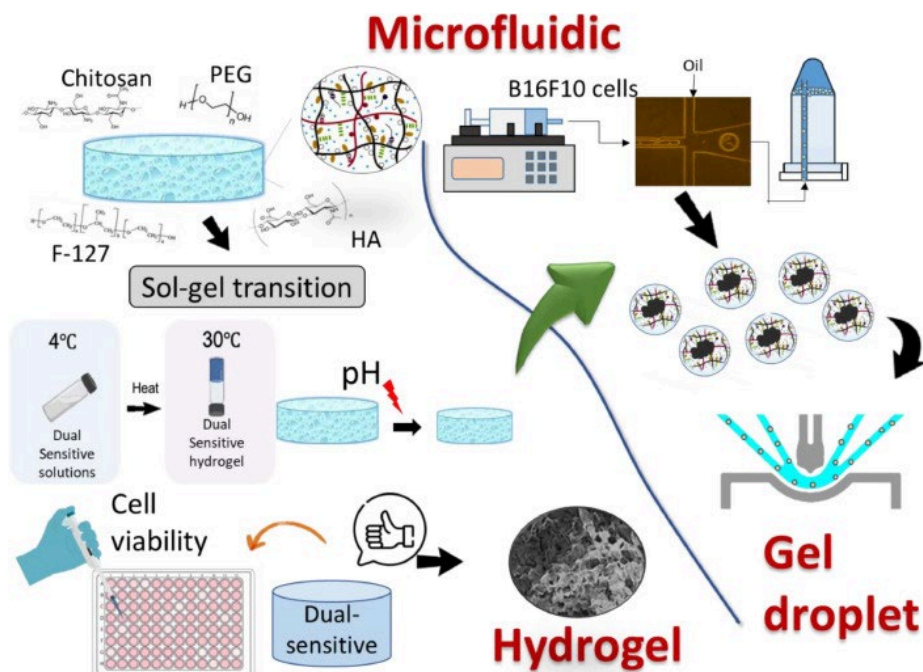 Microfluidic
Chitosan
PEG
B16F10 cells
Oil
F-127
HA
Sol-gel transition
4°C
Dual
Sensitive
solutions
Heat
30°C
Dual
Sensitive
hydrogel
pH
Cell
viability
Dual-
sensitive
Hydrogel
Gel
droplet